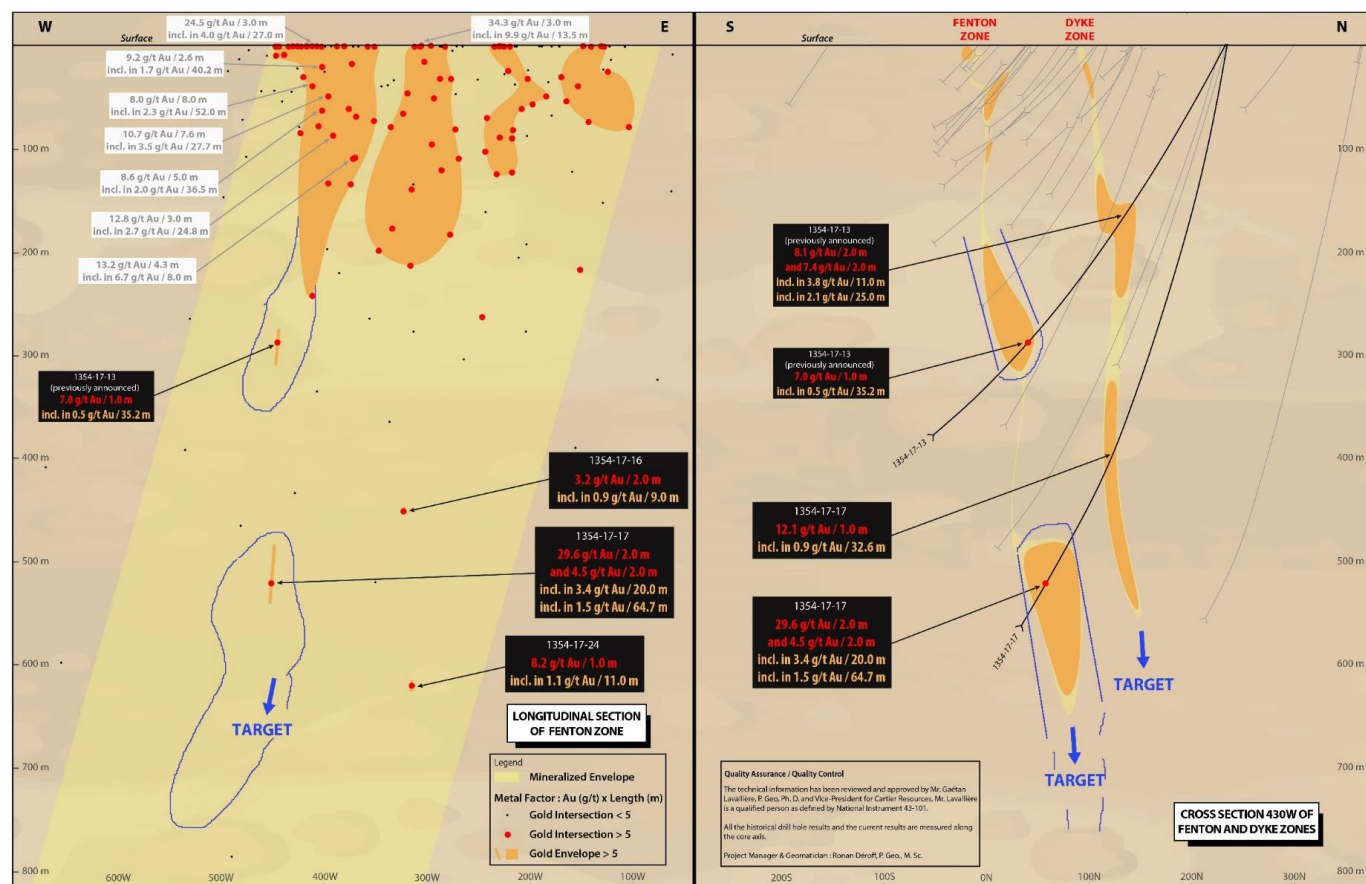 W
E
Surface
24.5 g/t Au / 3.0 m
incl. in 4.0 g/t Au / 27.0 m
34.3 g/t Au / 3.0 m
incl. in 9.9 g/t Au / 13.5 m
9.2 g/t Au / 2.6 m
incl. in 1.7 g/t Au / 40.2 m
8.0 g/t Au / 8.0 m
incl. in 2.3 g/t Au / 52.0 m
10.7 g/t Au / 7.6 m
incl. in 3.5 g/t Au / 27.7 m
8.6 g/t Au / 5.0 m
incl. in 2.0 g/t Au / 36.5 m
12.8 g/t Au / 3.0 m
incl. in 2.7 g/t Au / 24.8 m
13.2 g/t Au / 4.3 m
incl. in 6.7 g/t Au / 8.0 m
100 m
200 m
300 m
400 m
500 m
600 m
700 m
800 m
1354-17-13
(previously announced)
7.0 g/t Au / 1.0 m
incl. in 0.5 g/t Au / 35.2 m
1354-17-16
3.2 g/t Au / 2.0 m
incl. in 0.9 g/t Au / 9.0 m
1354-17-17
29.6 g/t Au / 2.0 m
and 4.5 g/t Au / 2.0 m
incl. in 3.4 g/t Au / 20.0 m
incl. in 1.5 g/t Au / 64.7 m
1354-17-24
8.2 g/t Au / 1.0 m
incl. in 1.1 g/t Au / 11.0 m
TARGET
LONGITUDINAL SECTION
OF FENTON ZONE
Legend
Mineralized Envelope
Metal Factor : Au (g/t) x Length (m)
Gold Intersection < 5
Gold Intersection > 5
Gold Envelope > 5
600W
500W
400W
300W
200W
100W
S
N
Surface
FENTON
ZONE
DYKE
ZONE
100 m
200 m
300 m
400 m
500 m
600 m
700 m
800 m
1354-17-13
(previously announced)
8.1 g/t Au / 2.0 m
and 7.4 g/t Au / 2.0 m
incl. in 3.8 g/t Au / 11.0 m
incl. in 2.1 g/t Au / 25.0 m
1354-17-13
(previously announced)
7.0 g/t Au / 1.0 m
incl. in 0.5 g/t Au / 35.2 m
1354-17-13
1354-17-17
12.1 g/t Au / 1.0 m
incl. in 0.9 g/t Au / 32.6 m
1354-17-17
29.6 g/t Au / 2.0 m
and 4.5 g/t Au / 2.0 m
incl. in 3.4 g/t Au / 20.0 m
incl. in 1.5 g/t Au / 64.7 m
1354-17-17
TARGET
TARGET
Quality Assurance / Quality Control
The technical information has been reviewed and approved by Mr. Gaétan
Lavallière, P. Geo, Ph. D. and Vice-President for Cartier Resources. Mr. Lavallière
is a qualified person as defined by National Instrument 43-101.
All the historical drill hole results and the current results are measured along
the core axis.
Project Manager & Geomatician : Ronan Déroff, P. Geo., M. Sc.
CROSS SECTION 430W OF
FENTON AND DYKE ZONES
200S
100S
0N
100N
200N
300N